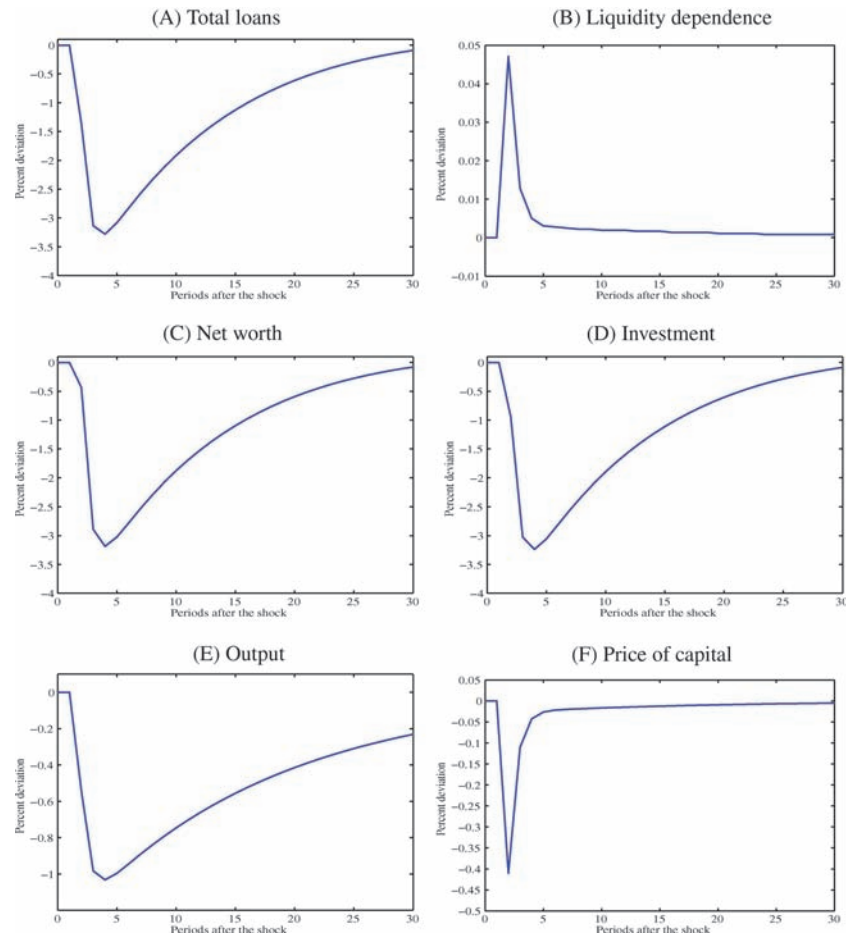 (A) Total loans
Percent deviation
0
−0.5
−1
−1.5
−2
−2.5
−3
−3.5
−4
0 5 10 15 20 25 30
Periods after the shock
(B) Liquidity dependence
Percent deviation
0.05
0.04
0.03
0.02
0.01
0
−0.01
0 5 10 15 20 25 30
Periods after the shock
(C) Net worth
Percent deviation
0
−0.5
−1
−1.5
−2
−2.5
−3
−3.5
−4
0 5 10 15 20 25 30
Periods after the shock
(D) Investment
Percent deviation
0
−0.5
−1
−1.5
−2
−2.5
−3
−3.5
−4
0 5 10 15 20 25 30
Periods after the shock
(E) Output
Percent deviation
0
−0.2
−0.4
−0.6
−0.8
−1
0 5 10 15 20 25 30
Periods after the shock
(F) Price of capital
Percent deviation
0.05
0
−0.05
−0.1
−0.15
−0.2
−0.25
−0.3
−0.35
−0.4
−0.45
−0.5
0 5 10 15 20 25 30
Periods after the shock